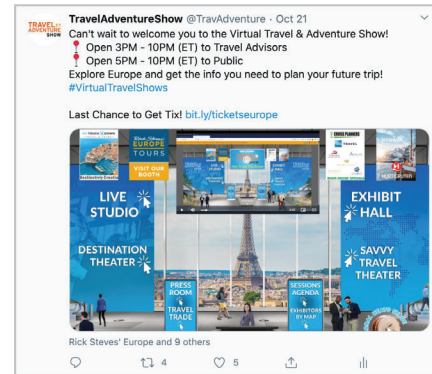 TRAVEL &
ADVENTURE
SHOW
TravelAdventureShow @TravAdventure · Oct 21
Can't wait to welcome you to the Virtual Travel & Adventure Show!
Open 3PM - 10PM (ET) to Travel Advisors
Open 5PM - 10PM (ET) to Public
Explore Europe and get the info you need to plan your future trip!
#VirtualTravelShows
Last Chance to Get Tix! bit.ly/ticketseurope
Rick Steves'
EUROPE
TOURS
VISIT OUR
BOOTH
CRUISE PLANNERS
TRAVEL
LIVE
STUDIO
DESTINATION
THEATER
EXHIBIT
HALL
SAVVY
TRAVEL
THEATER
PRESS
ROOM
TRAVEL
TRADE
SESSIONS
AGENDA
EXHIBITORS
BY MAP
Rick Steves' Europe and 9 others
4
5